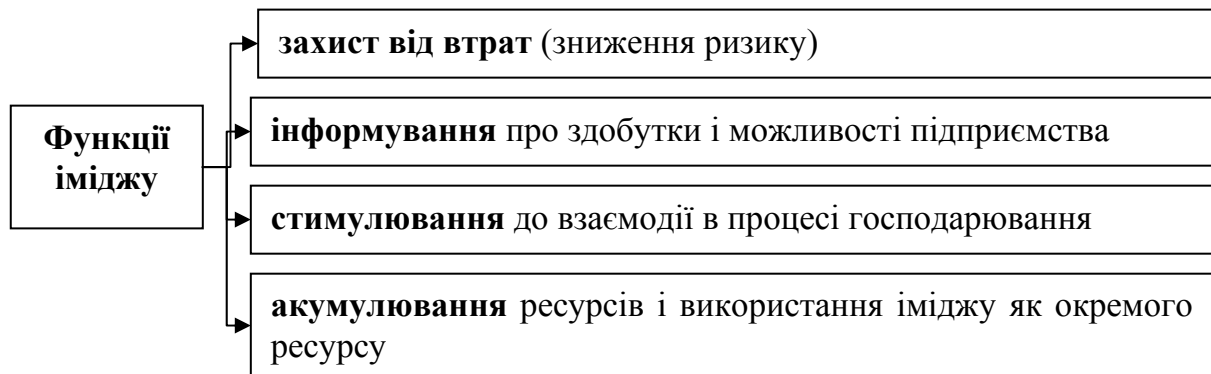 Функції
іміджу
захист від втрат (зниження ризику)
інформування про здобутки і можливості підприємства
стимулювання до взаємодії в процесі господарювання
акумулювання ресурсів і використання іміджу як окремого
ресурсу